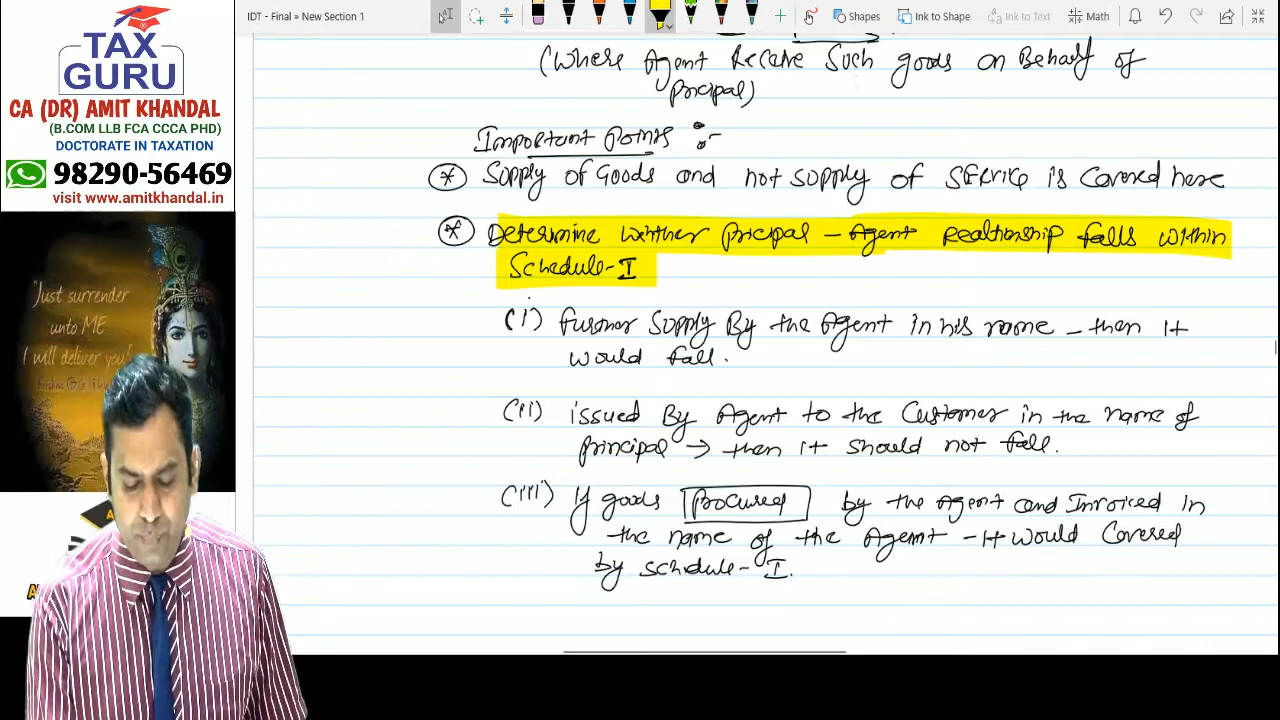 IDT - Final » New Section 1
Shapes
Ink to Shape
Ink to Text
Math
TAX
GURU
CA (DR) AMIT KHANDAL
(B.COM LLB FCA CCCA PHD)
DOCTORATE IN TAXATION
98290-56469
visit www.amitkhandal.in
"Just surrender
unto ME
I will deliver you"
(Where Agent Receive Such goods on Behalf of
principal)
Important Points :-
* Supply of Goods and not supply of SERVICE is Covered here
* Determine whether pricipal - Agent Realtionship falls within
Schedule-I
(i) Further Supply By the Agent in his name - then it
would fall.
(ii) issued By Agent to the Customer in the name of
principal → then it should not fall.
(iii) If goods Procured by the Agent and Invoiced in
the name of the Agent - it would Covered
by schedule- I.